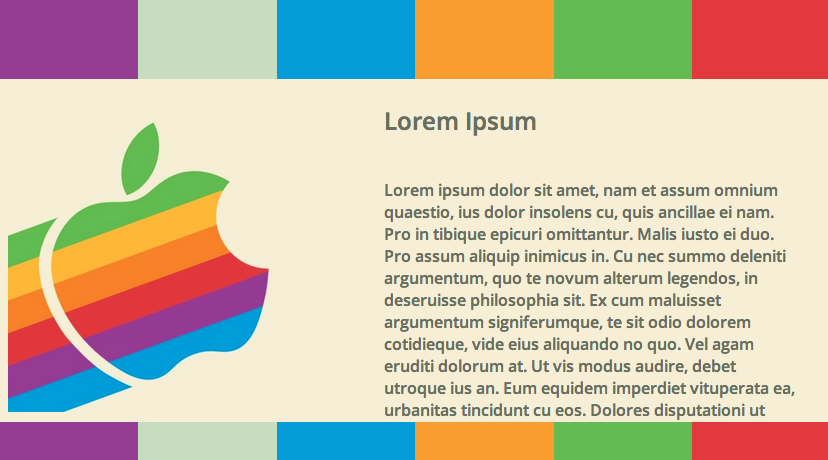 Lorem Ipsum
Lorem ipsum dolor sit amet, nam et assum omnium
quaestio, ius dolor insolens cu, quis ancillae ei nam.
Pro in tibique epicuri omittantur. Malis iusto ei duo.
Pro assum aliquip inimicus in. Cu nec summo deleniti
argumentum, quo te novum alterum legendos, in
deseruisse philosophia sit. Ex cum maluisset
argumentum signiferumque, te sit odio dolorem
cotidieque, vide eius aliquando no quo. Vel agam
eruditi dolorum at. Ut vis modus audire, debet
utroque ius an. Eum equidem imperdiet vituperata ea,
urbanitas tincidunt cu eos. Dolores disputationi ut